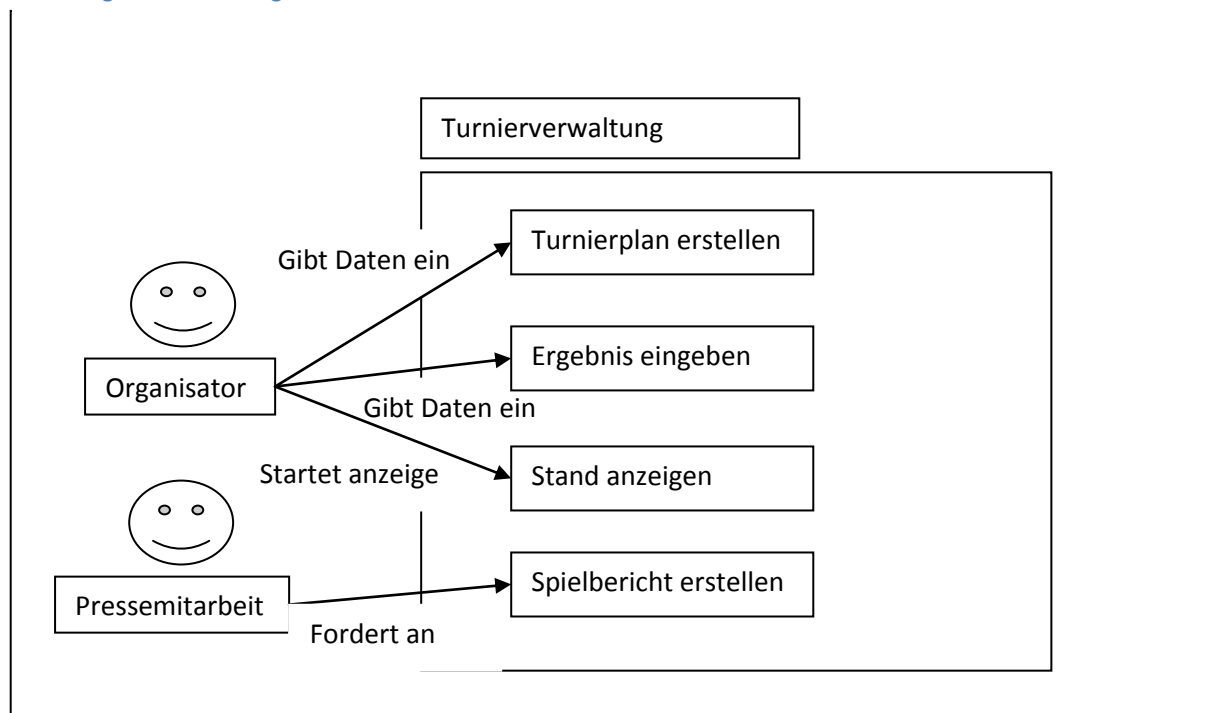 Turnierverwaltung
Turnierplan erstellen
Gibt Daten ein
Ergebnis eingeben
Organisator
Gibt Daten ein
Startet anzeige
Stand anzeigen
Spielbericht erstellen
Pressemitarbeit
Fordert an